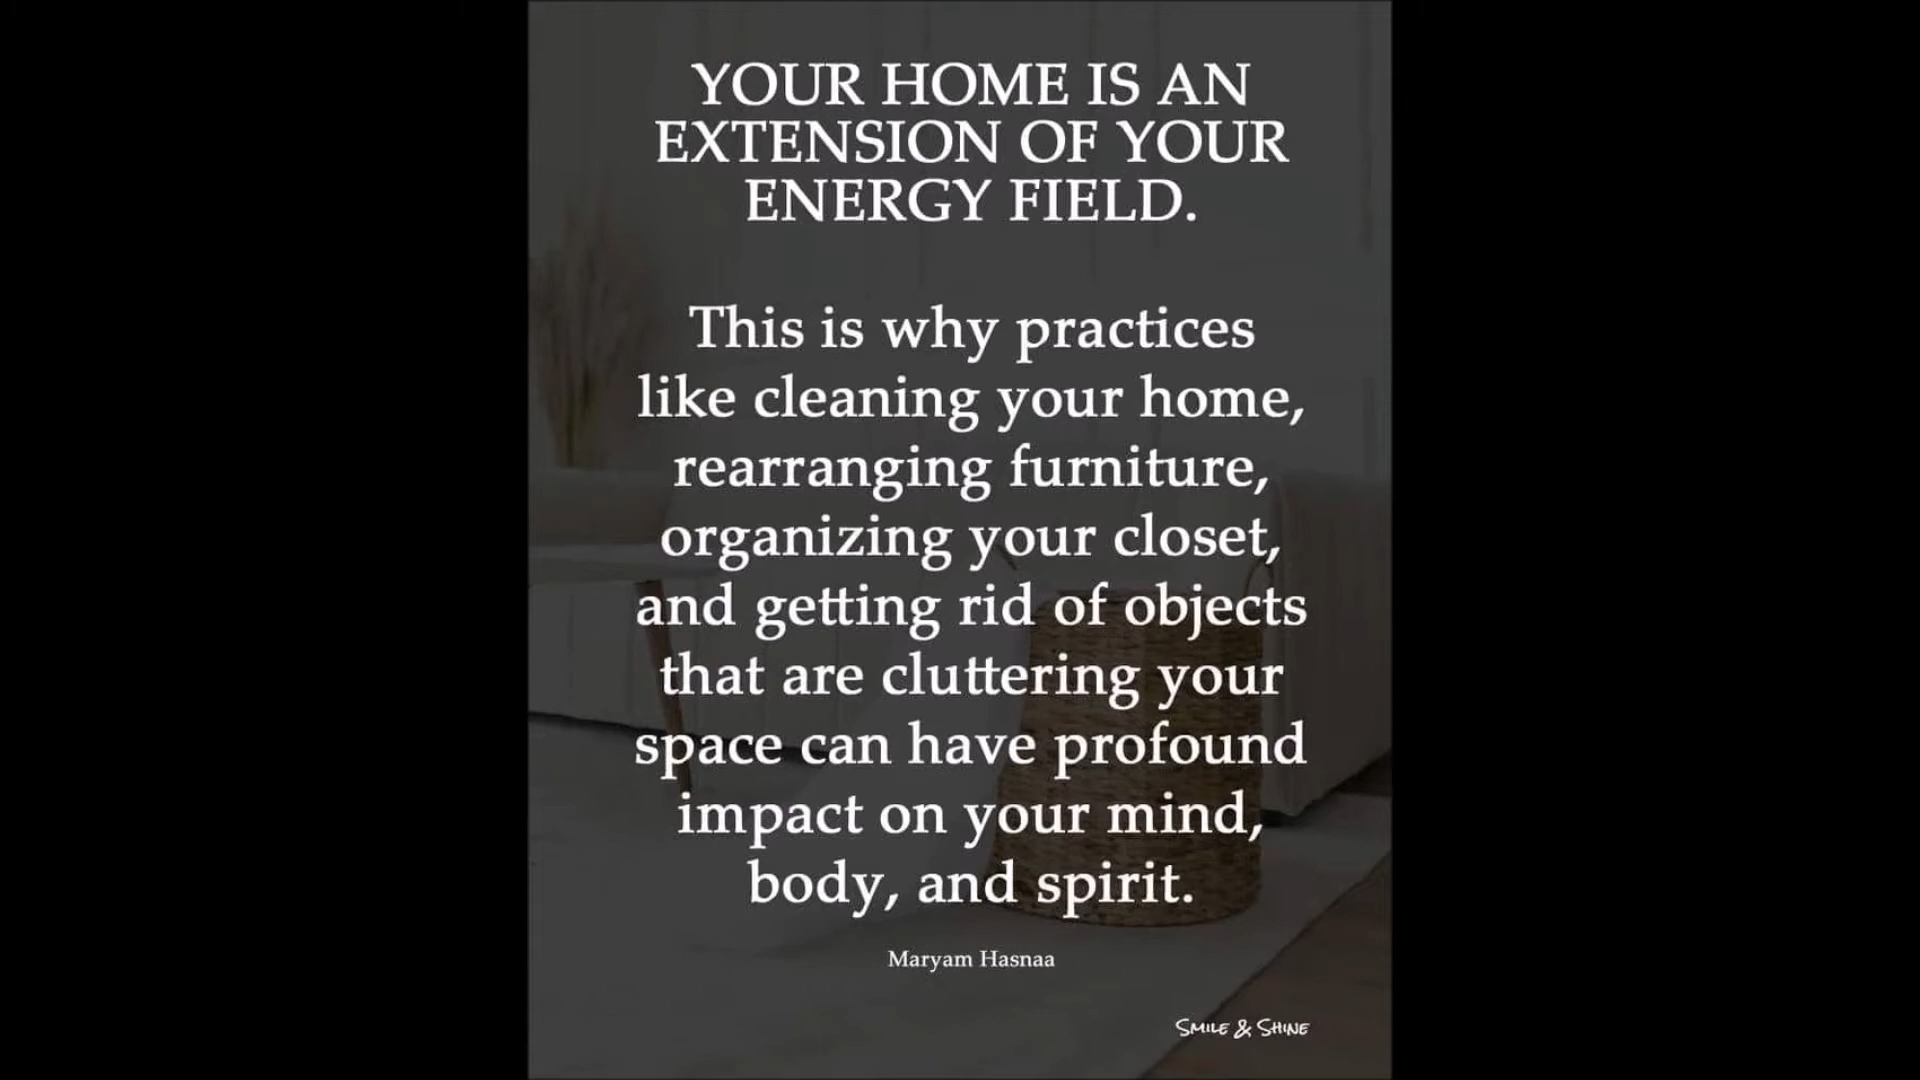 YOUR HOME IS AN
EXTENSION OF YOUR
ENERGY FIELD.
This is why practices
like cleaning your home,
rearranging furniture,
organizing your closet,
and getting rid of objects
that are cluttering your
space can have profound
impact on your mind,
body, and spirit.
Maryam Hasnaa
SMILE & SHINE